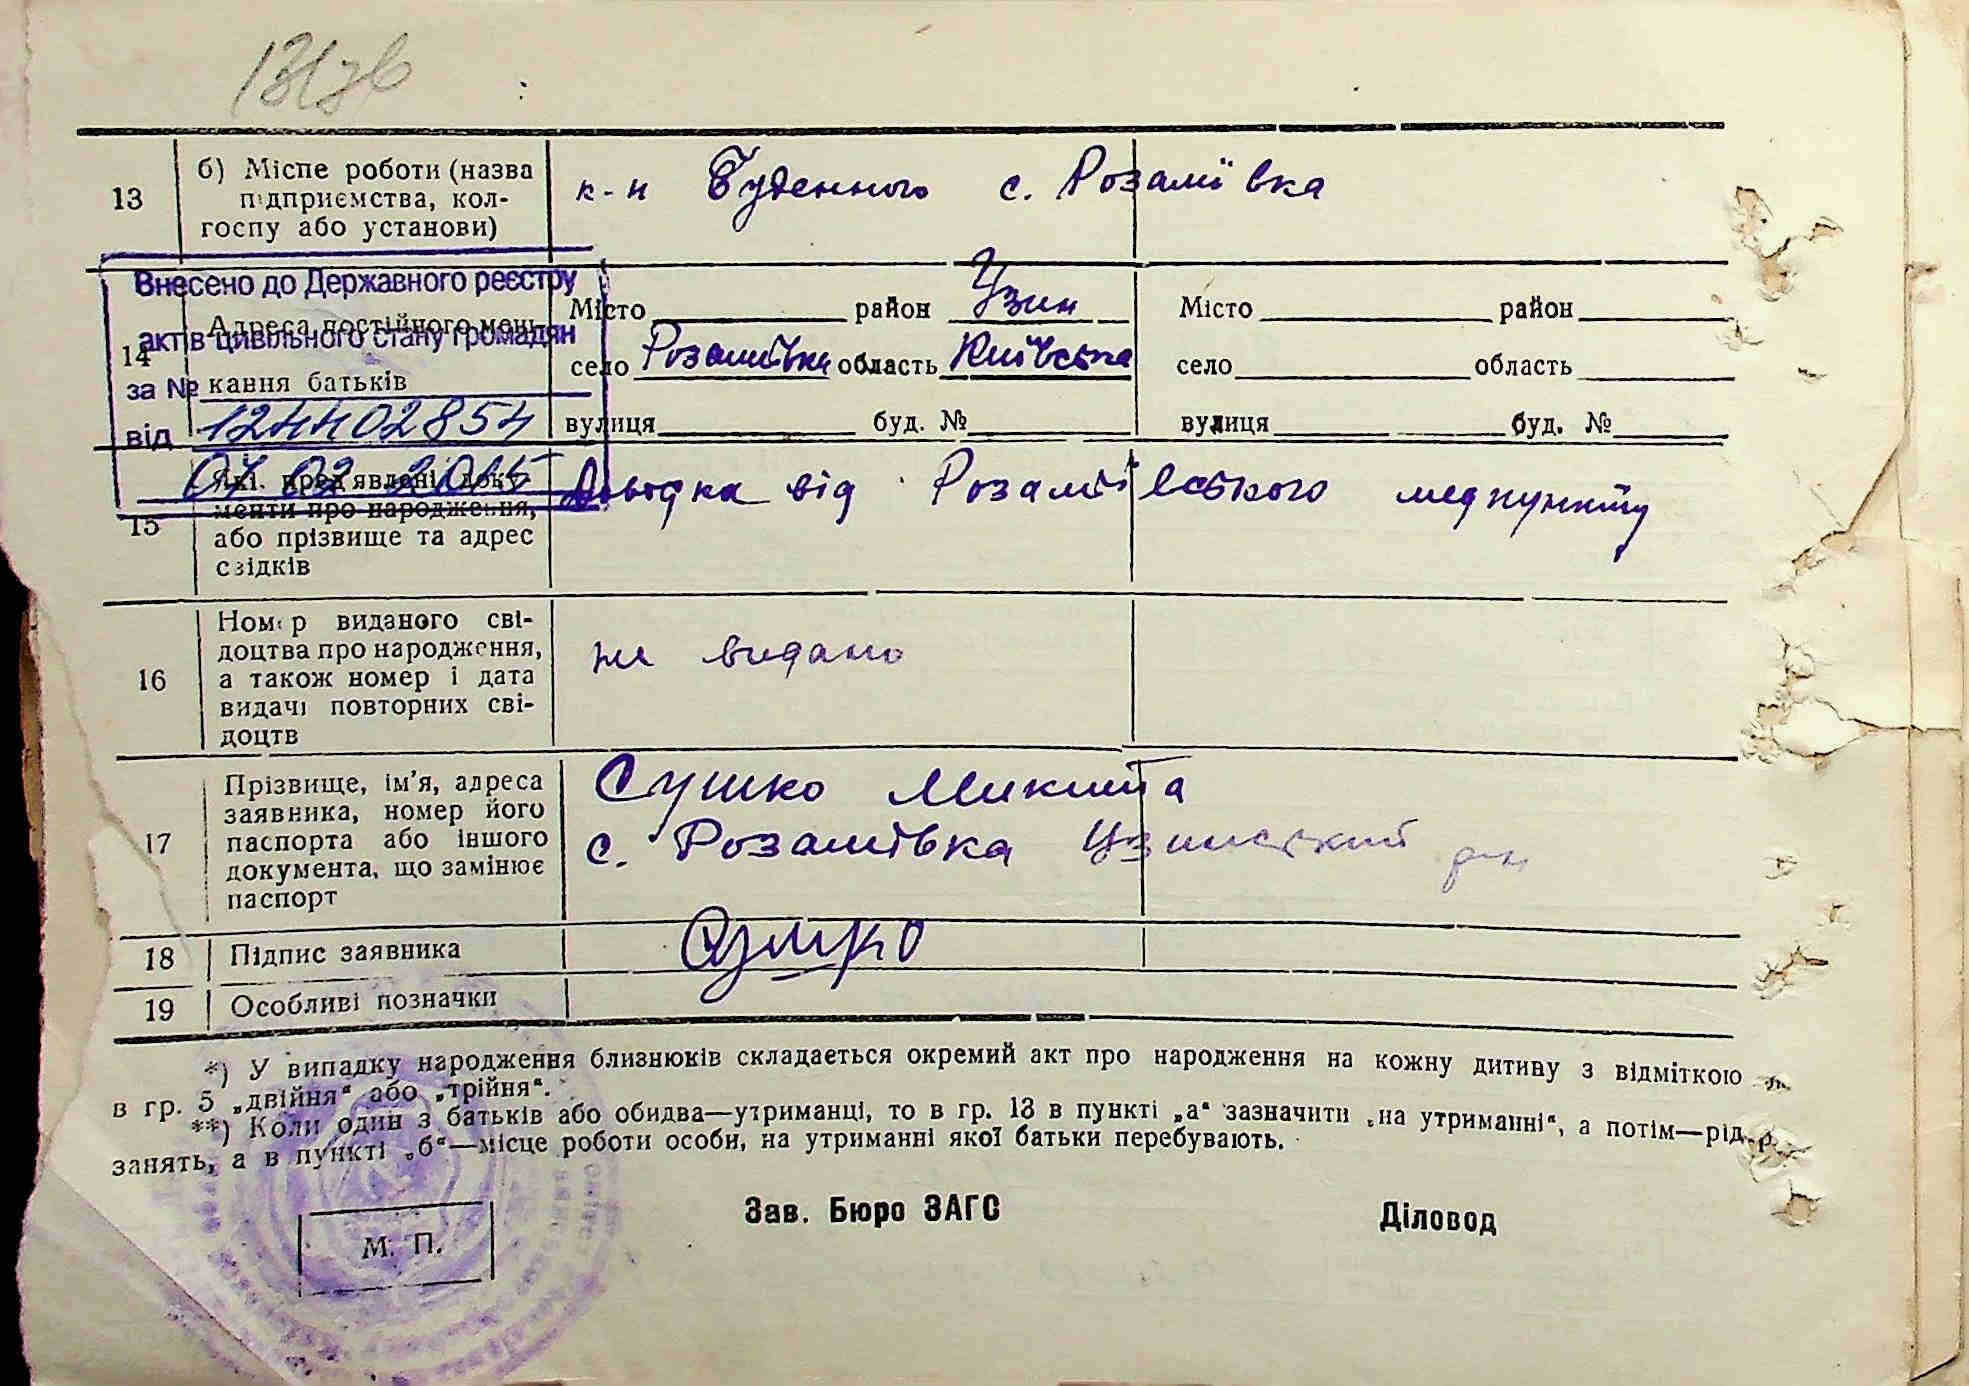 13 б) Місце роботи (назва підприємства, кол-
госпу або установи)
к-п Буденного с. Розаліївка
Внесено до Державного реєстру
актів цивільного стану громадян
за №
124402854
від
07 02 2015
14 Адреса постійного меш-
кання батьків
Місто район Узин
село Розаліївка область Київська
вулиця буд. №
Місто район
село область
вулиця буд. №
15 Які пред'явлені доку-
менти про народження,
або прізвище та адрес
свідків
Довідка від Розаліївського медпункту
16 Номер виданого сві-
доцтва про народження,
а також номер і дата
видачі повторних сві-
доцтв
не видано
17 Прізвище, ім'я, адреса
заявника, номер його
паспорта або іншого
документа, що замінює
паспорт
Сушко Микита
с. Розаліївка Узинський р-н
18 Підпис заявника
Сушко
19 Особливі позначки
*) У випадку народження близнюків складається окремий акт про народження на кожну дитину з відміткою
в гр. 5 „двійня“ або „трійня“.
**) Коли один з батьків або обидва—утриманці, то в гр. 13 в пункті „а“ зазначити „на утриманні“, а потім—рід
занять, а в пункті „б“—місце роботи особи, на утриманні якої батьки перебувають.
Зав. Бюро ЗАГС
Діловод
М. П.